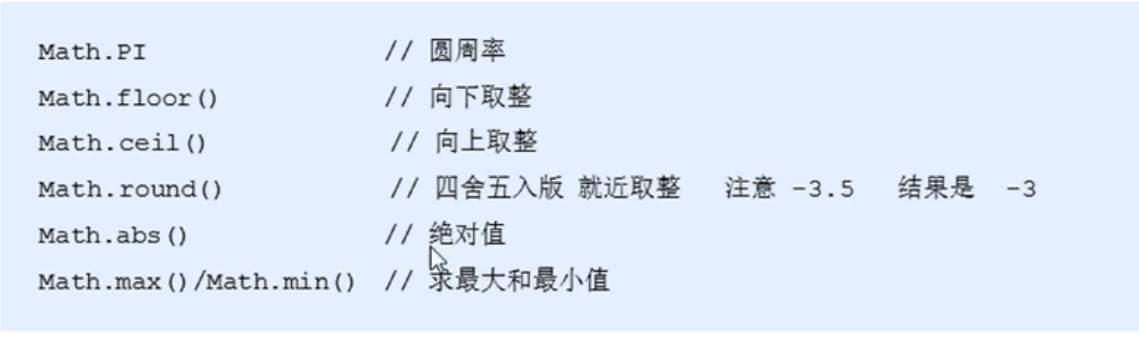 Math.PI // 圆周率
Math.floor() // 向下取整
Math.ceil() // 向上取整
Math.round() // 四舍五入版 就近取整 注意 -3.5 结果是 -3
Math.abs() // 绝对值
Math.max()/Math.min() // 求最大和最小值